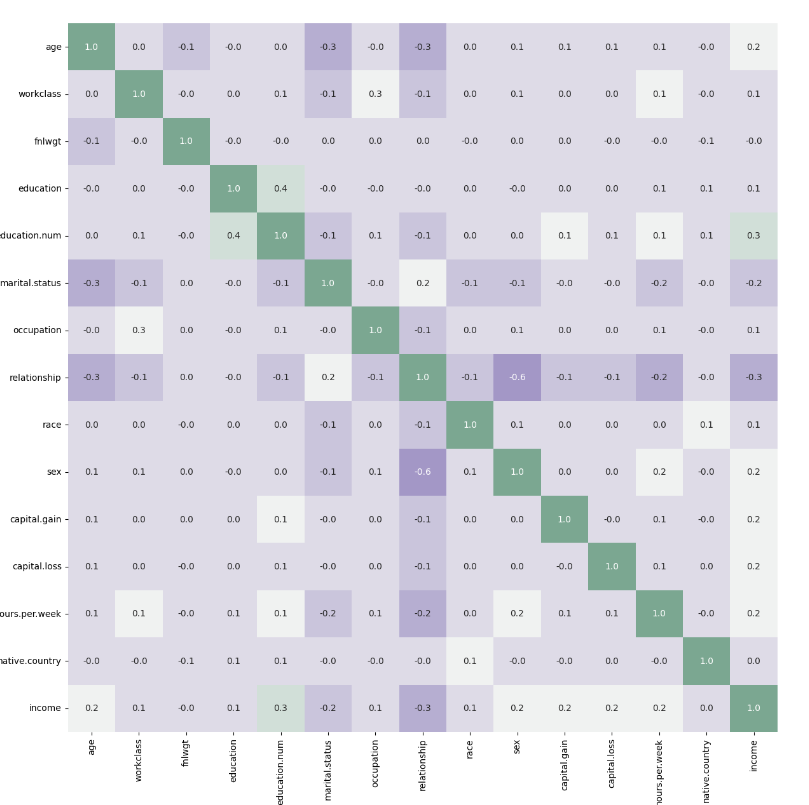 age 1.0 0.0 -0.1 -0.0 0.0 -0.3 -0.0 -0.3 0.0 0.1 0.1 0.1 0.1 -0.0 0.2
workclass 0.0 1.0 -0.0 0.0 0.1 -0.1 0.3 -0.1 0.0 0.1 0.0 0.0 0.1 -0.0 0.1
fnlwgt -0.1 -0.0 1.0 -0.0 -0.0 0.0 0.0 0.0 -0.0 0.0 0.0 -0.0 -0.0 -0.1 -0.0
education -0.0 0.0 -0.0 1.0 0.4 -0.0 -0.0 -0.0 0.0 -0.0 0.0 0.0 0.1 0.1 0.1
education.num 0.0 0.1 -0.0 0.4 1.0 -0.1 0.1 -0.1 0.0 0.0 0.1 0.1 0.1 0.1 0.3
marital.status -0.3 -0.1 0.0 -0.0 -0.1 1.0 -0.0 0.2 -0.1 -0.1 -0.0 -0.0 -0.2 -0.0 -0.2
occupation -0.0 0.3 0.0 -0.0 0.1 -0.0 1.0 -0.1 0.0 0.1 0.0 0.0 0.1 -0.0 0.1
relationship -0.3 -0.1 0.0 -0.0 -0.1 0.2 -0.1 1.0 -0.1 -0.6 -0.1 -0.1 -0.2 -0.0 -0.3
race 0.0 0.0 -0.0 0.0 0.0 -0.1 0.0 -0.1 1.0 0.1 0.0 0.0 0.0 0.1 0.1
sex 0.1 0.1 0.0 -0.0 0.0 -0.1 0.1 -0.6 0.1 1.0 0.0 0.0 0.2 -0.0 0.2
capital.gain 0.1 0.0 0.0 0.0 0.1 -0.0 0.0 -0.1 0.0 0.0 1.0 -0.0 0.1 -0.0 0.2
capital.loss 0.1 0.0 -0.0 0.0 0.1 -0.0 0.0 -0.1 0.0 0.0 -0.0 1.0 0.1 0.0 0.2
ours.per.week 0.1 0.1 -0.0 0.1 0.1 -0.2 0.1 -0.2 0.0 0.2 0.1 0.1 1.0 -0.0 0.2
native.country -0.0 -0.0 -0.1 0.1 0.1 -0.0 -0.0 -0.0 0.1 -0.0 -0.0 0.0 -0.0 1.0 0.0
income 0.2 0.1 -0.0 0.1 0.3 -0.2 0.1 -0.3 0.1 0.2 0.2 0.2 0.2 0.0 1.0
age workclass fnlwgt education education.num marital.status occupation relationship race sex capital.gain capital.loss ours.per.week native.country income